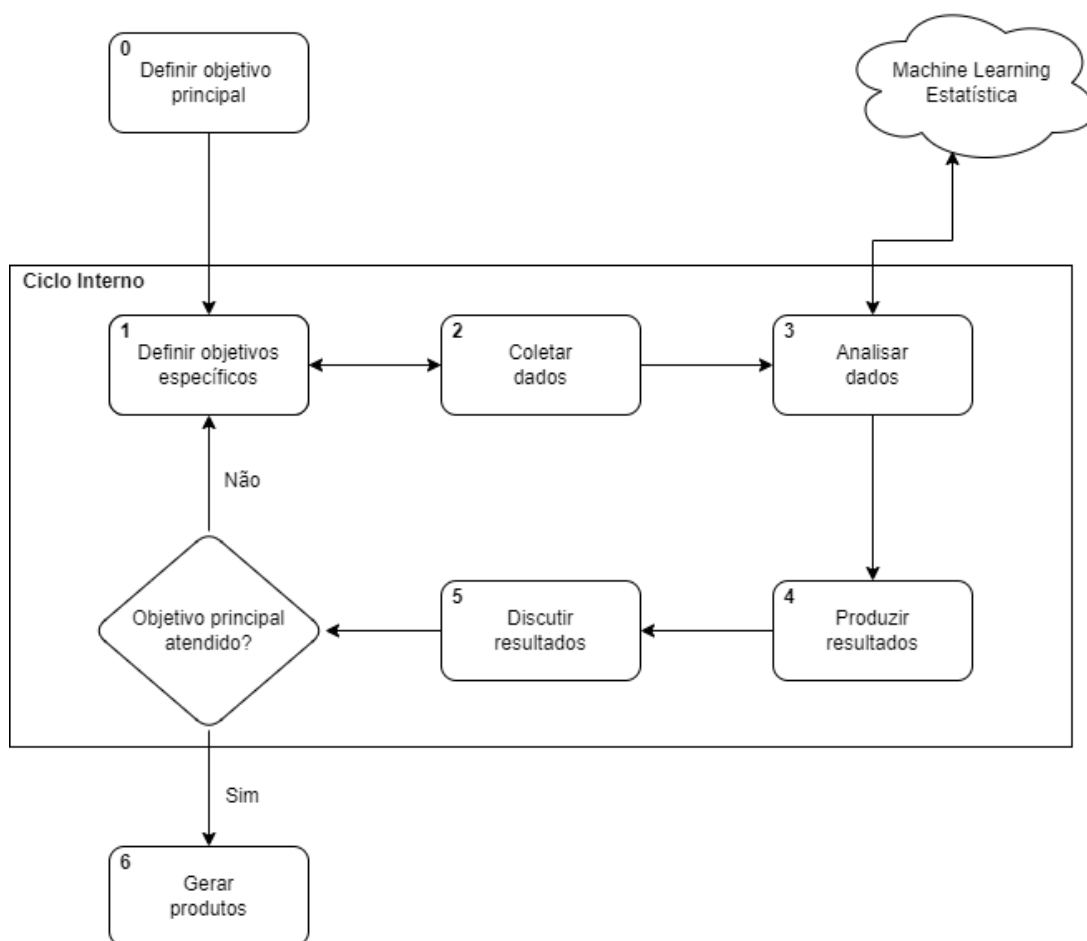 0
Definir objetivo
principal
Machine Learning
Estatística
Ciclo Interno
1
Definir objetivos
específicos
2
Coletar
dados
3
Analisar
dados
Não
Objetivo principal
atendido?
5
Discutir
resultados
4
Produzir
resultados
Sim
6
Gerar
produtos